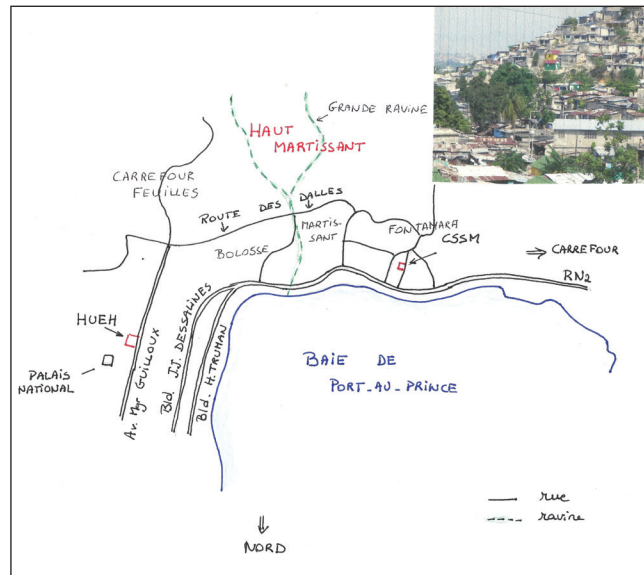 GRANDE RAVINE
HAUT
MARTISSANT
CARREFOUR
FEUILLES
ROUTE DES DALLES
MARTIS-
SANT
FONTAMARA
CSSM
BOLOSSE
CARREFOUR
RN2
HUEH
PALAIS
NATIONAL
Av. Mgr GUILLOUX
Bld. J.J. DESSALINES
Bld. H.TRUMAN
BAIE DE
PORT-AU-PRINCE
rue
ravine
NORD